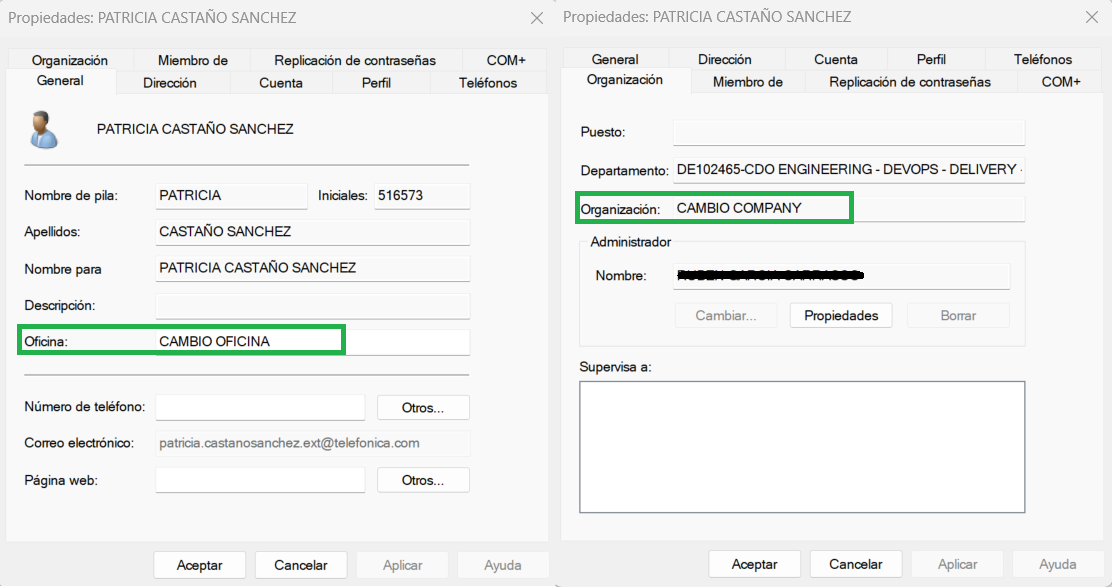 Propiedades: PATRICIA CASTAÑO SANCHEZ
Organización Miembro de Replicación de contraseñas COM+
General Dirección Cuenta Perfil Teléfonos
PATRICIA CASTAÑO SANCHEZ
Nombre de pila: PATRICIA Iniciales: 516573
Apellidos: CASTAÑO SANCHEZ
Nombre para PATRICIA CASTAÑO SANCHEZ
Descripción:
Oficina: CAMBIO OFICINA
Número de teléfono: Otros...
Correo electrónico: patricia.castanosanchez.ext@telefonica.com
Página web: Otros...
Aceptar Cancelar Aplicar Ayuda
Propiedades: PATRICIA CASTAÑO SANCHEZ
General Dirección Cuenta Perfil Teléfonos
Organización Miembro de Replicación de contraseñas COM+
Puesto:
Departamento: DE102465-CDO ENGINEERING - DEVOPS - DELIVERY -
Organización: CAMBIO COMPANY
Administrador
Nombre:
Cambiar... Propiedades Borrar
Supervisa a:
Aceptar Cancelar Aplicar Ayuda